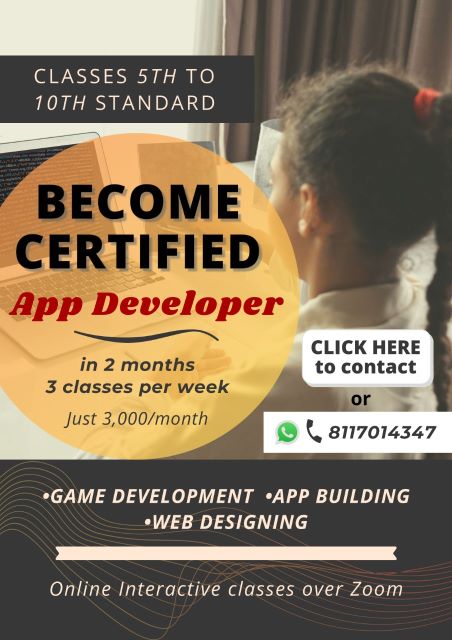 CLASSES 5TH TO
10TH STANDARD
BECOME
CERTIFIED
App Developer
in 2 months
3 classes per week
Just 3,000/month
CLICK HERE
to contact
or
8117014347
•GAME DEVELOPMENT •APP BUILDING
•WEB DESIGNING
Online Interactive classes over Zoom